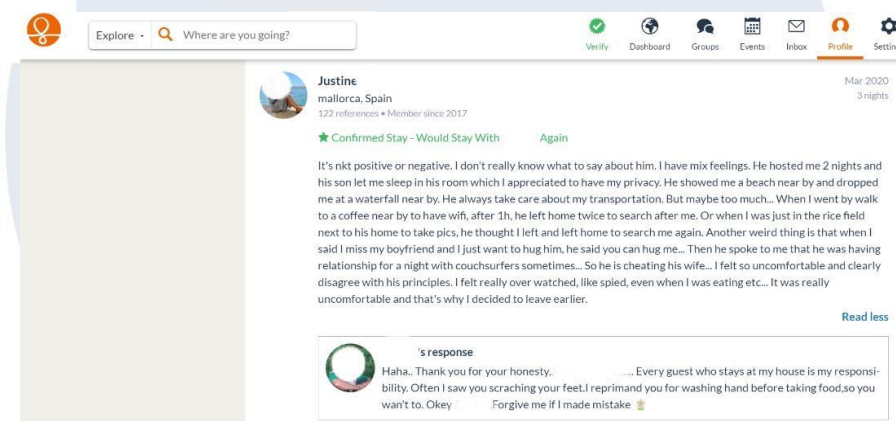 Explore
Where are you going?
Verify
Dashboard
Groups
Events
Inbox
Profile
Settin
Justine
Mar 2020
mallorca, Spain
3 nights
122 references • Member since 2017
Confirmed Stay - Would Stay With Again
It's nkt positive or negative. I don't really know what to say about him. I have mix feelings. He hosted me 2 nights and
his son let me sleep in his room which I appreciated to have my privacy. He showed me a beach near by and dropped
me at a waterfall near by. He always take care about my transportation. But maybe too much... When I went by walk
to a coffee near by to have wifi, after 1h, he left home twice to search after me. Or when I was just in the rice field
next to his home to take pics, he thought I left and left home to search me again. Another weird thing is that when I
said I miss my boyfriend and I just want to hug him, he said you can hug me... Then he spoke to me that he was having
relationship for a night with couchsurfers sometimes... So he is cheating his wife... I felt so uncomfortable and clearly
disagree with his principles. I felt really over watched, like spied, even when I was eating etc... It was really
uncomfortable and that's why I decided to leave earlier.
Read less
's response
Haha.. Thank you for your honesty, ... Every guest who stays at my house is my responsi-
bility. Often I saw you scraching your feet.I reprimand you for washing hand before taking food,so you
wan't to. Okey Forgive me if I made mistake